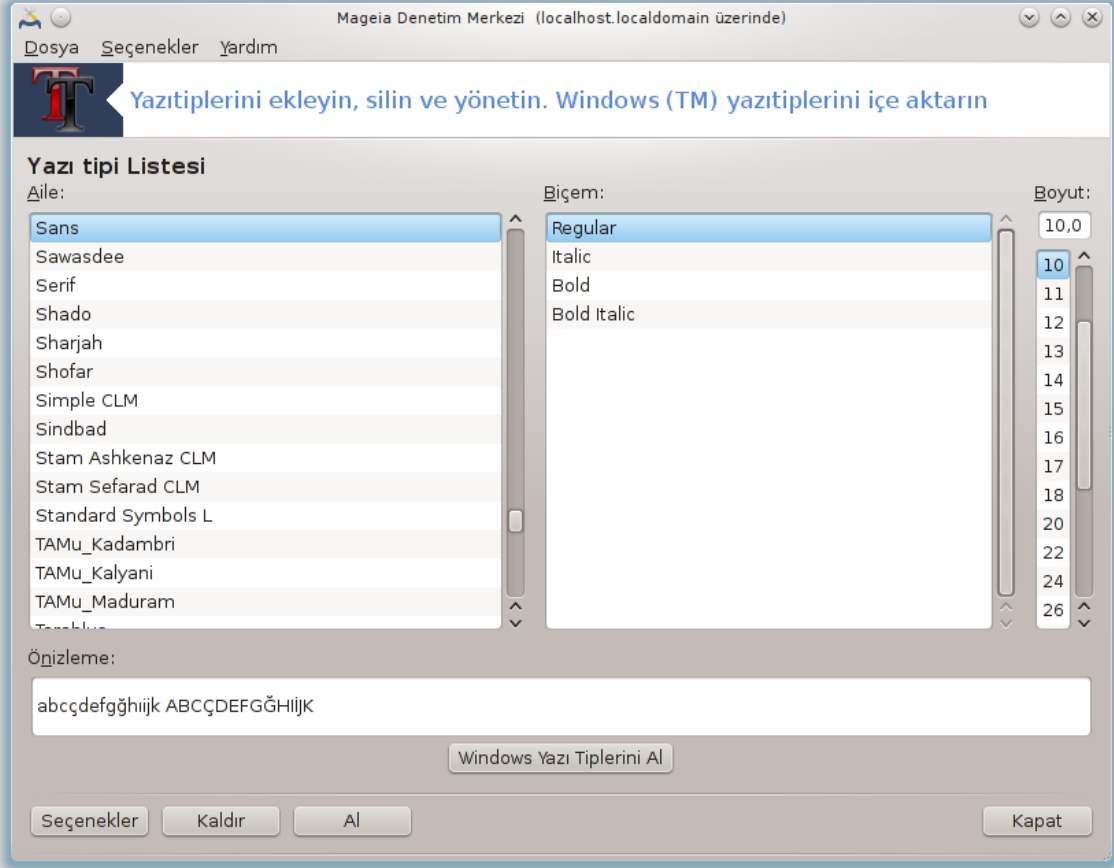 Mageia Denetim Merkezi (localhost.localdomain üzerinde)
Dosya Seçenekler Yardım
Yazıtiplerini ekleyin, silin ve yönetin. Windows (TM) yazıtiplerini içe aktarın
Yazı tipi Listesi
Aile:
Sans
Sawasdee
Serif
Shado
Sharjah
Shofar
Simple CLM
Sindbad
Stam Ashkenaz CLM
Stam Sefarad CLM
Standard Symbols L
TAMu_Kadambri
TAMu_Kalyani
TAMu_Maduram
Biçem:
Regular
Italic
Bold
Bold Italic
Boyut:
10,0
10
11
12
13
14
15
16
17
18
20
22
24
26
Önizleme:
abcçdefgğhıijk ABCÇDEFGĞHIİJK
Windows Yazı Tiplerini Al
Seçenekler Kaldır Al Kapat